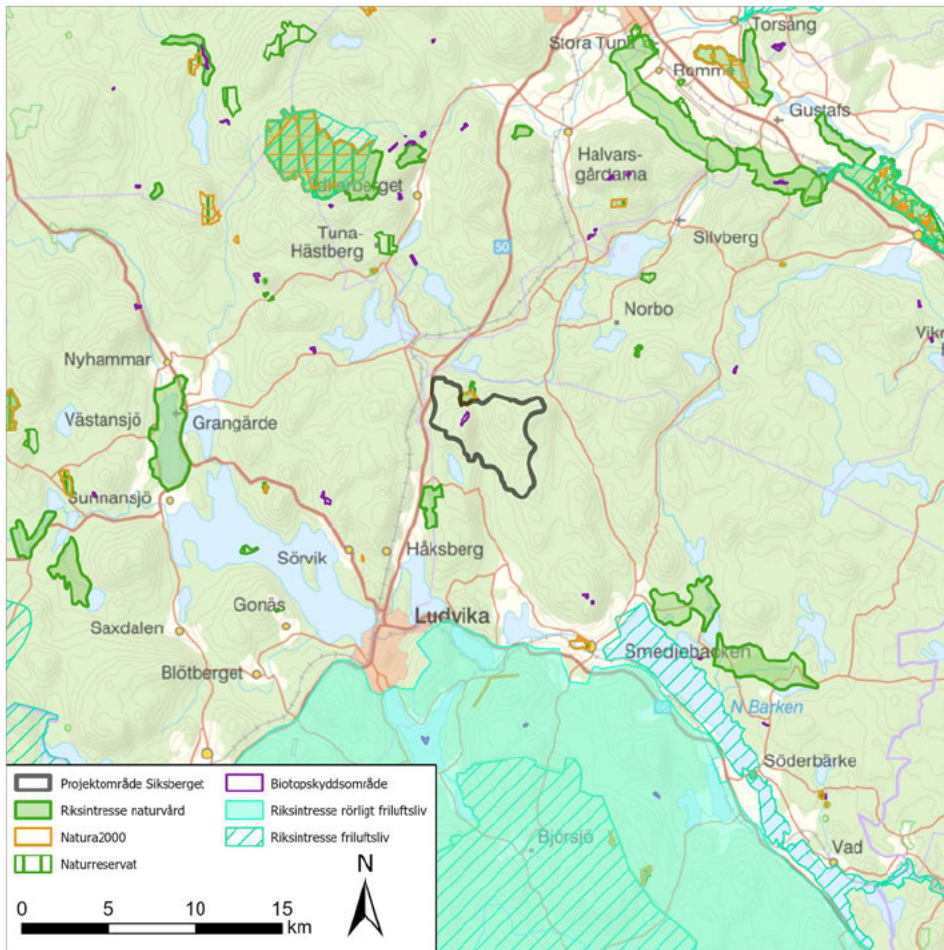 Torsång
Stora Tuna
Romme
Gustafs
Halvars-
gårdarna
Tuna-
Hästberg
50
Silvberg
Norbo
Nyhammar
Västansjö
Grangärde
Sunnansjö
Sörvik
Håksberg
Gonäs
Ludvika
Saxdalen
Smedjebacken
Blötberget
66
N Barken
Söderbärke
Björsjö
Vad
Projektområde Siksberget
Riksintresse naturvård
Natura2000
Naturreservat
Biotopskyddsområde
Riksintresse rörligt friluftsliv
Riksintresse friluftsliv
N
0 5 10 15
km